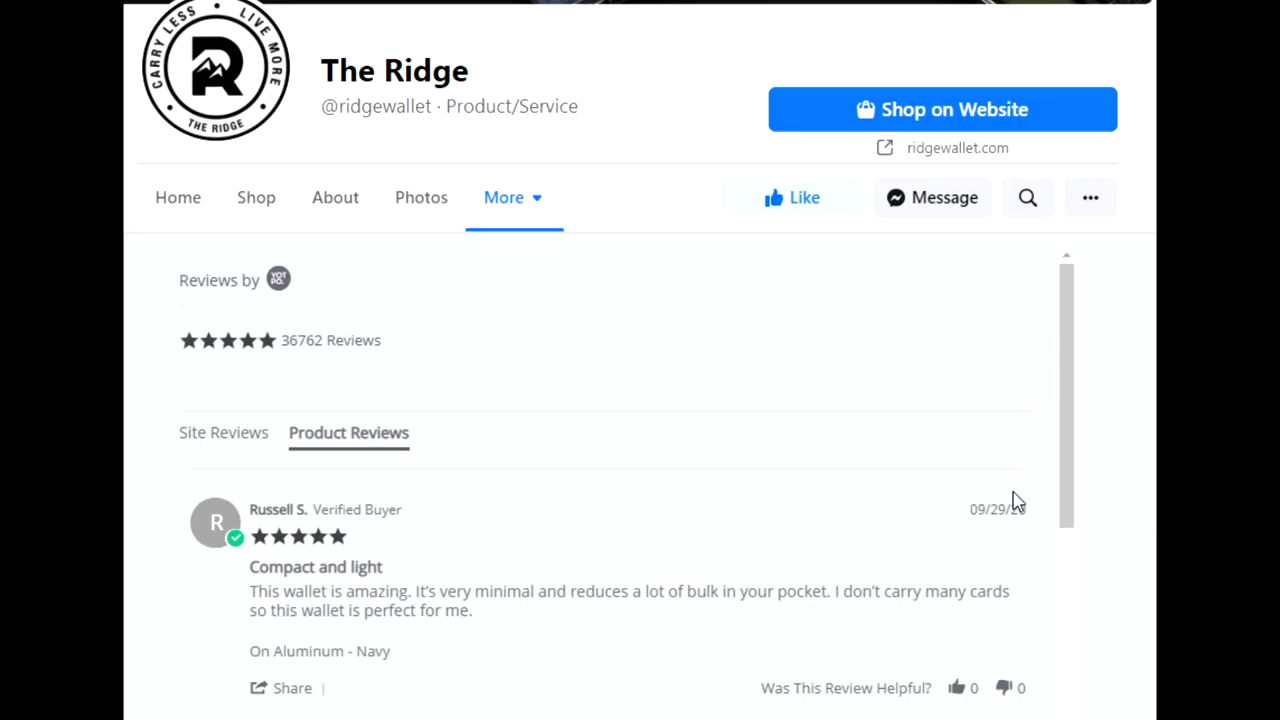 CARRY LESS • LIVE MORE
• THE RIDGE •
The Ridge
@ridgewallet · Product/Service
Shop on Website
ridgewallet.com
Home Shop About Photos More Like Message
Reviews by YOTPO.
36762 Reviews
Site Reviews Product Reviews
R Russell S. Verified Buyer
Compact and light
This wallet is amazing. It's very minimal and reduces a lot of bulk in your pocket. I don't carry many cards
so this wallet is perfect for me.
On Aluminum - Navy
Share | Was This Review Helpful? 0 0